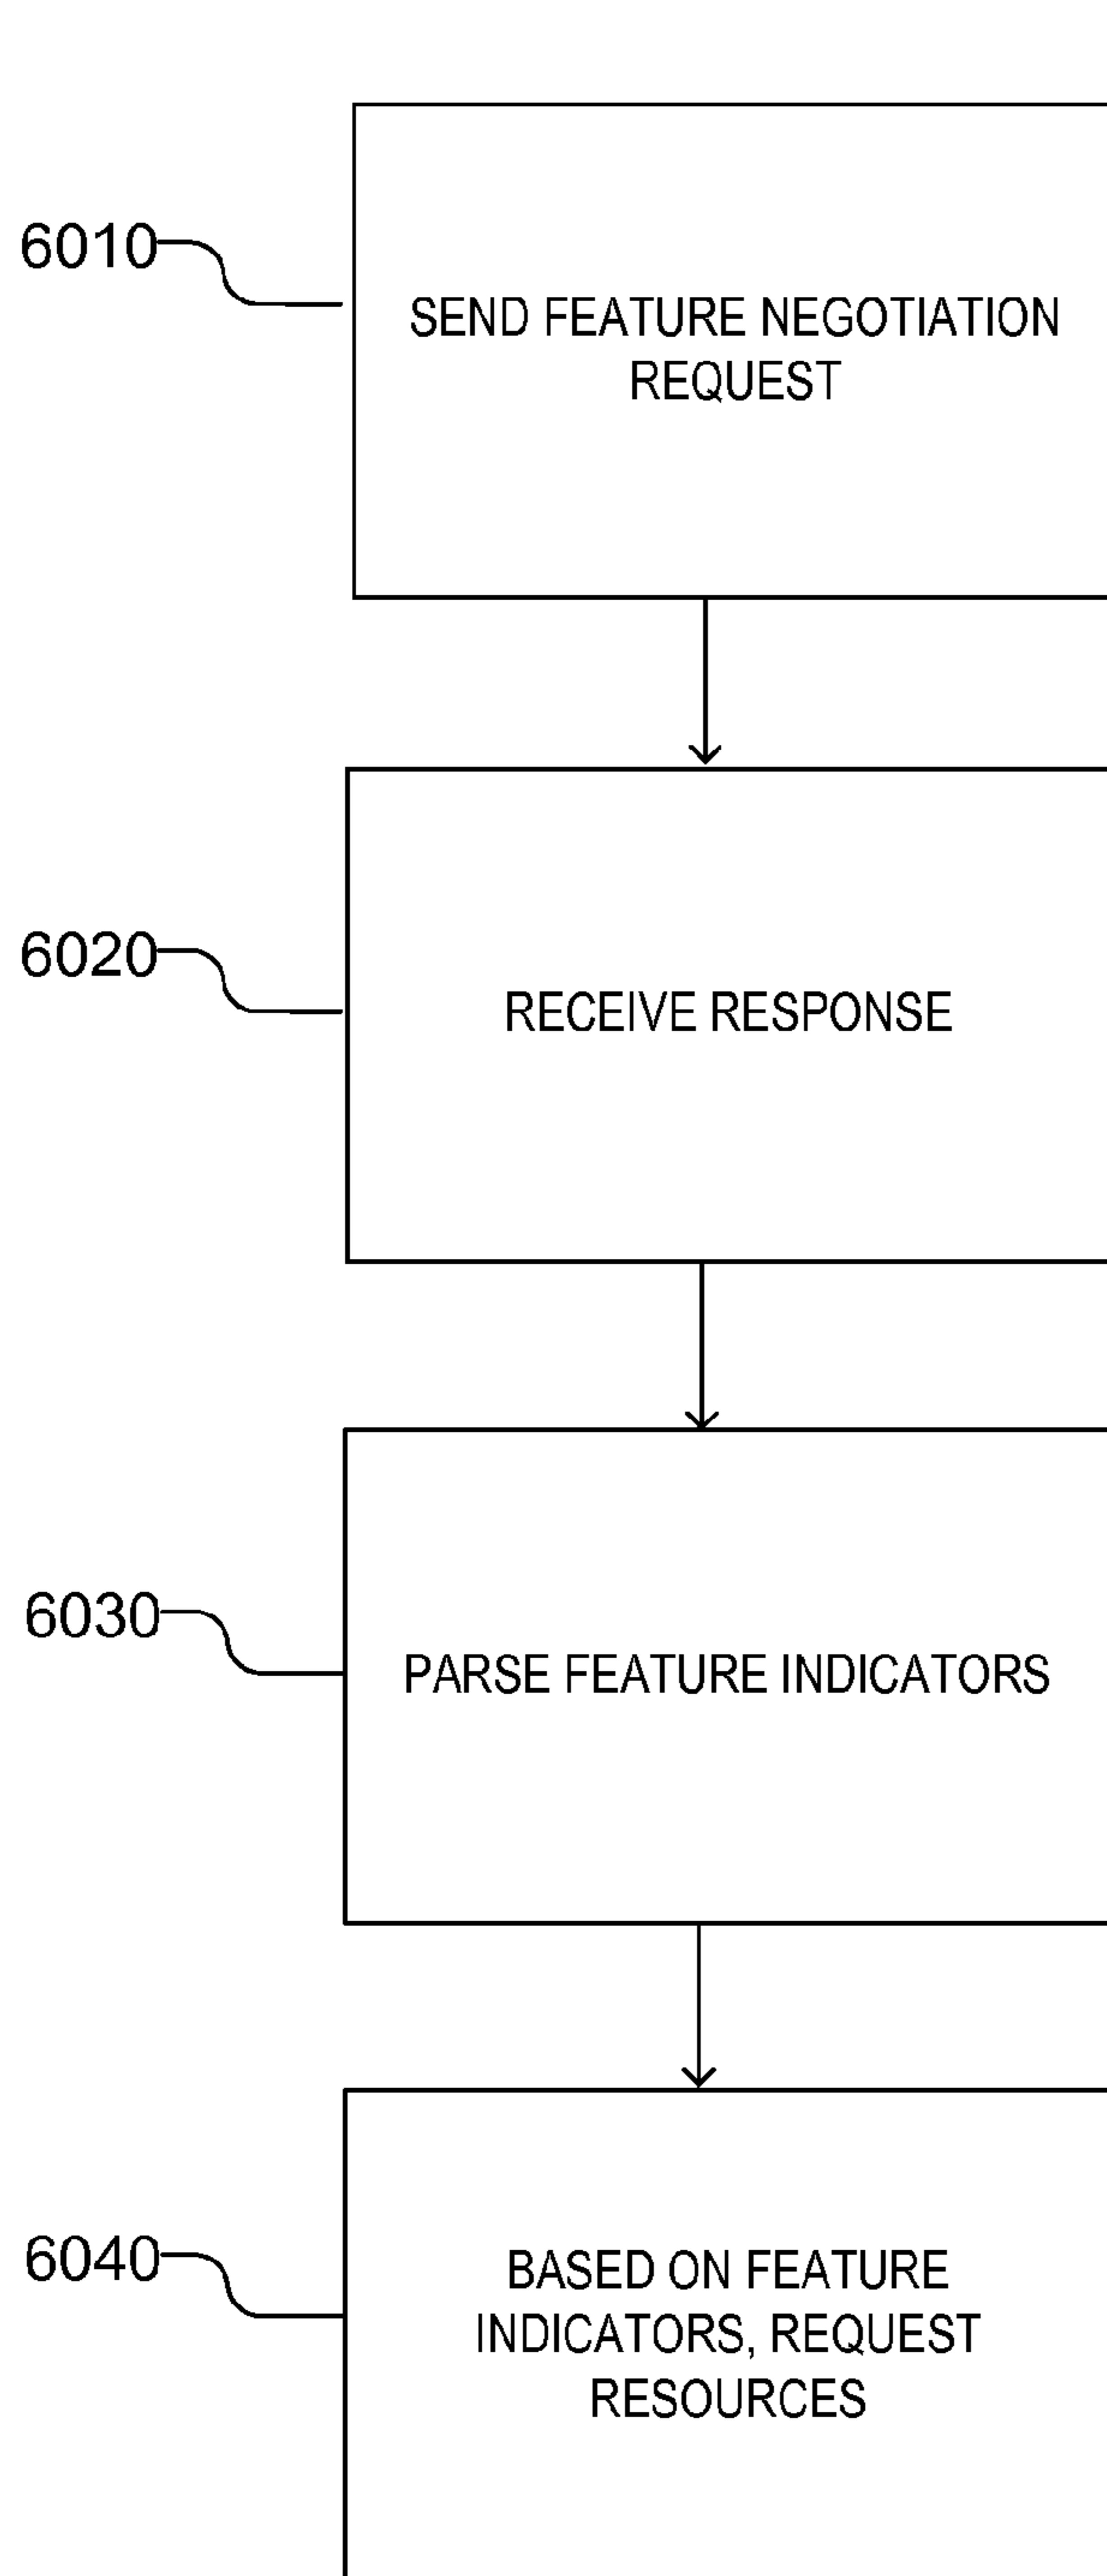 6010
SEND FEATURE NEGOTIATION
REQUEST
6020
RECEIVE RESPONSE
6030
PARSE FEATURE INDICATORS
6040
BASED ON FEATURE
INDICATORS, REQUEST
RESOURCES